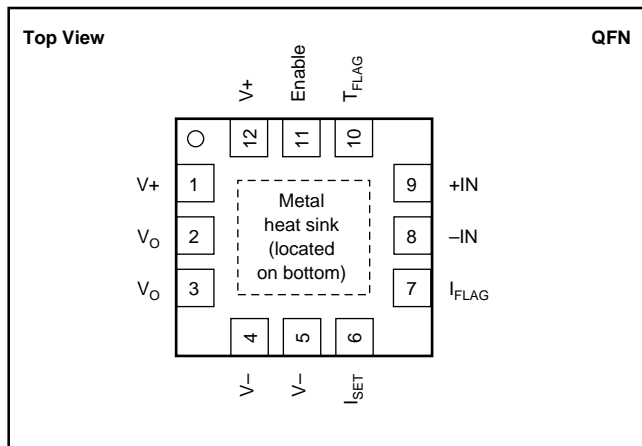 Top View QFN
V+ Enable TFLAG
12 11 10
V+ 1 9 +IN
VO 2 8 –IN
VO 3 7 IFLAG
Metal
heat sink
(located
on bottom)
4 5 6
V– V– ISET